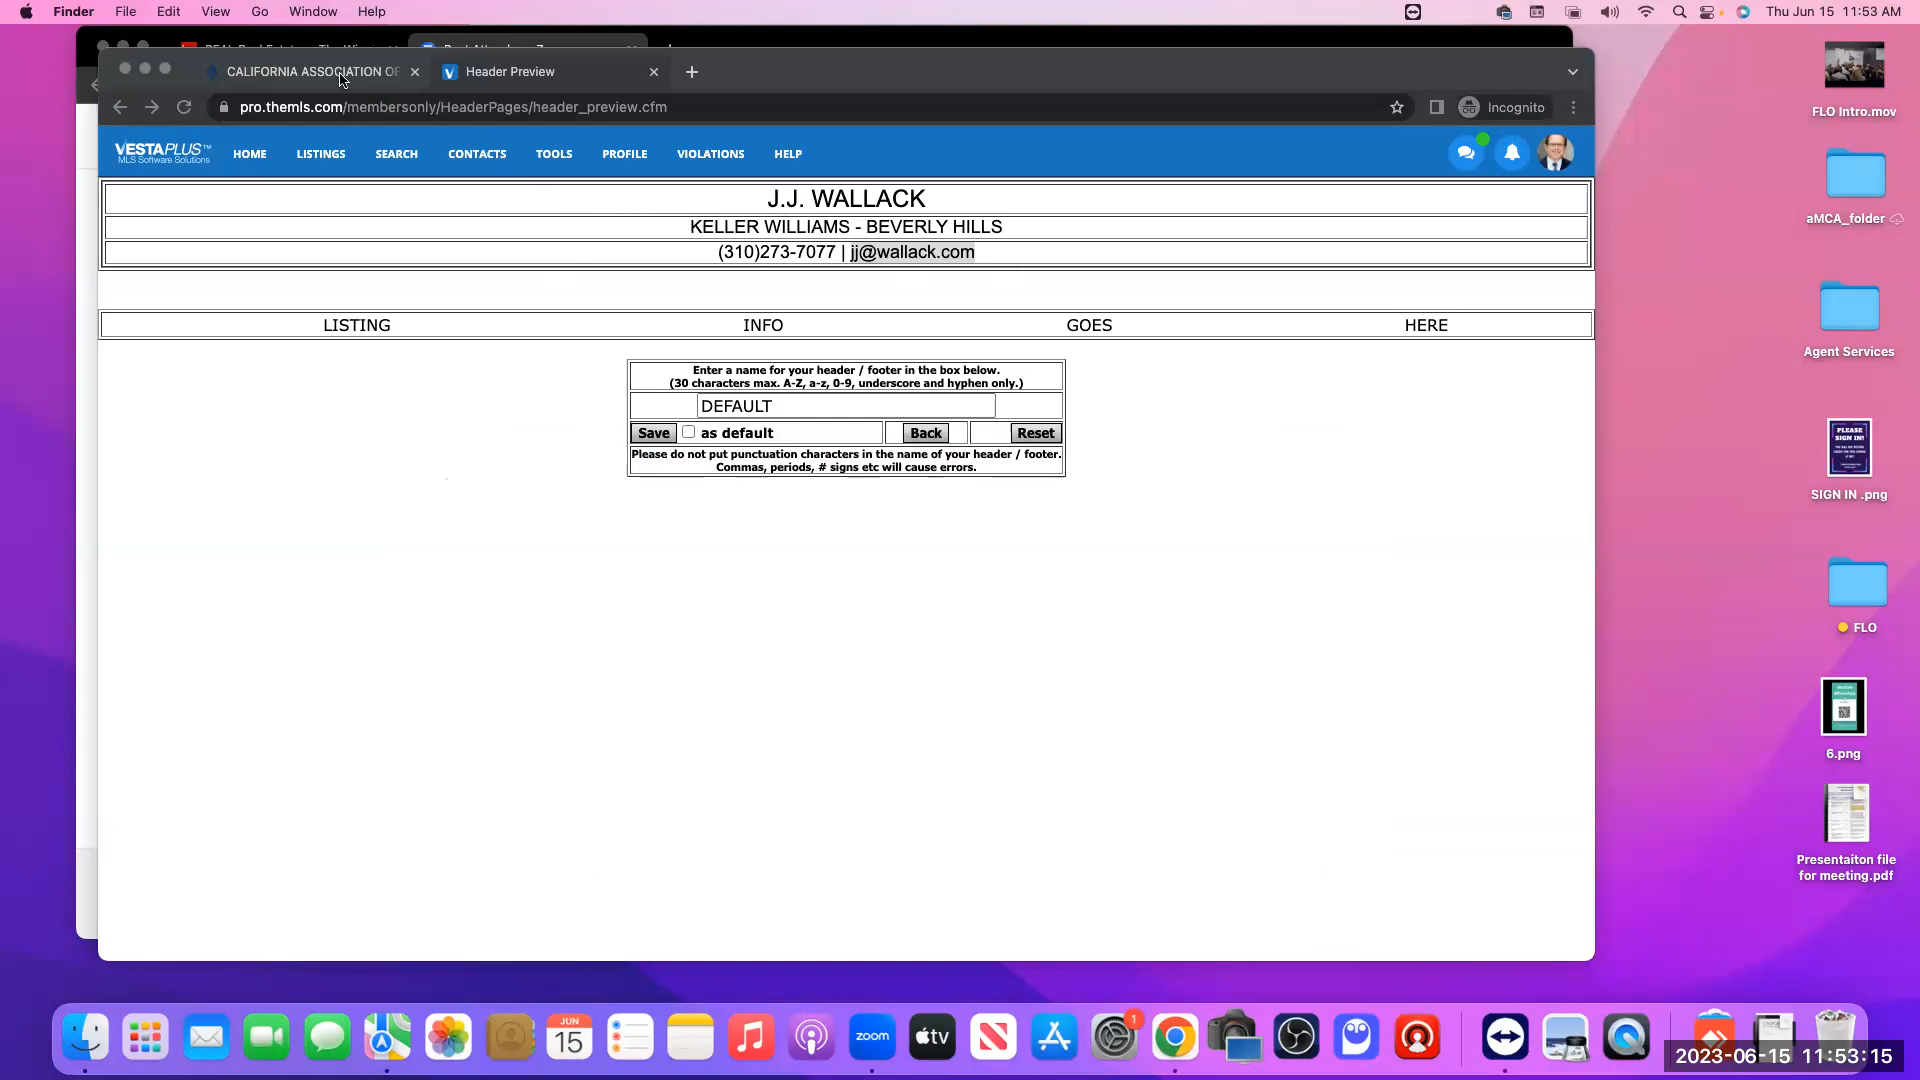 Finder File Edit View Go Window Help
Thu Jun 15 11:53 AM
CALIFORNIA ASSOCIATION OF
Header Preview
pro.themls.com/membersonly/HeaderPages/header_preview.cfm
Incognito
VESTAPLUS™
MLS Software Solutions
HOME LISTINGS SEARCH CONTACTS TOOLS PROFILE VIOLATIONS HELP
J.J. WALLACK
KELLER WILLIAMS - BEVERLY HILLS
(310)273-7077 | jj@wallack.com
LISTING INFO GOES HERE
Enter a name for your header / footer in the box below.
(30 characters max. A-Z, a-z, 0-9, underscore and hyphen only.)
DEFAULT
Save as default Back Reset
Please do not put punctuation characters in the name of your header / footer.
Commas, periods, # signs etc will cause errors.
FLO Intro.mov
aMCA_folder
Agent Services
PLEASE
SIGN IN!
SIGN IN .png
FLO
6.png
Presentaiton file
for meeting.pdf
JUN
15
zoom
tv
1
2023-06-15 11:53:15